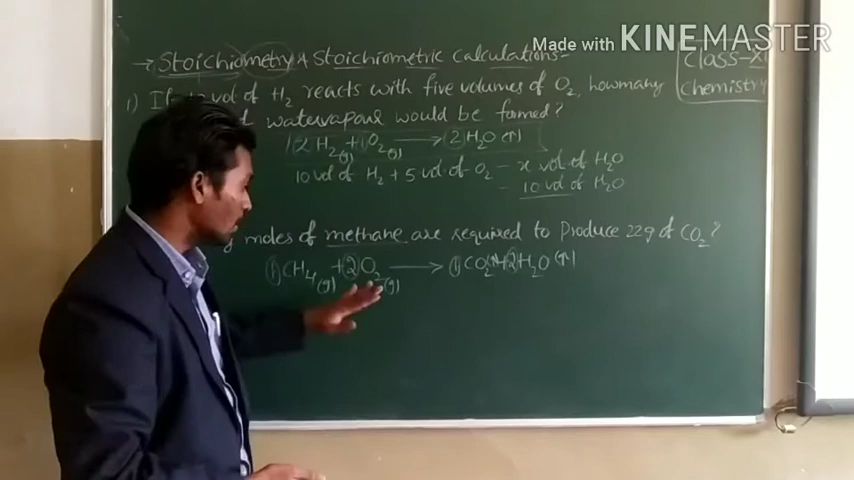 Made with KINEMASTER
→ Stoichiometry & Stoichiometric Calculations-
Class-XI
Chemistry
1) If 10 vol of H2 reacts with five volumes of O2, howmany
watervapour would be formed?
2H2(g) + 1O2(g) → 2H2O(↑)
10 vol of H2 + 5 vol of O2 - x vol of H2O
- 10 vol of H2O
moles of methane are required to produce 22g of CO2?
1CH4(g) + 2O2(g) → 1CO2(↑) + 2H2O(↑)